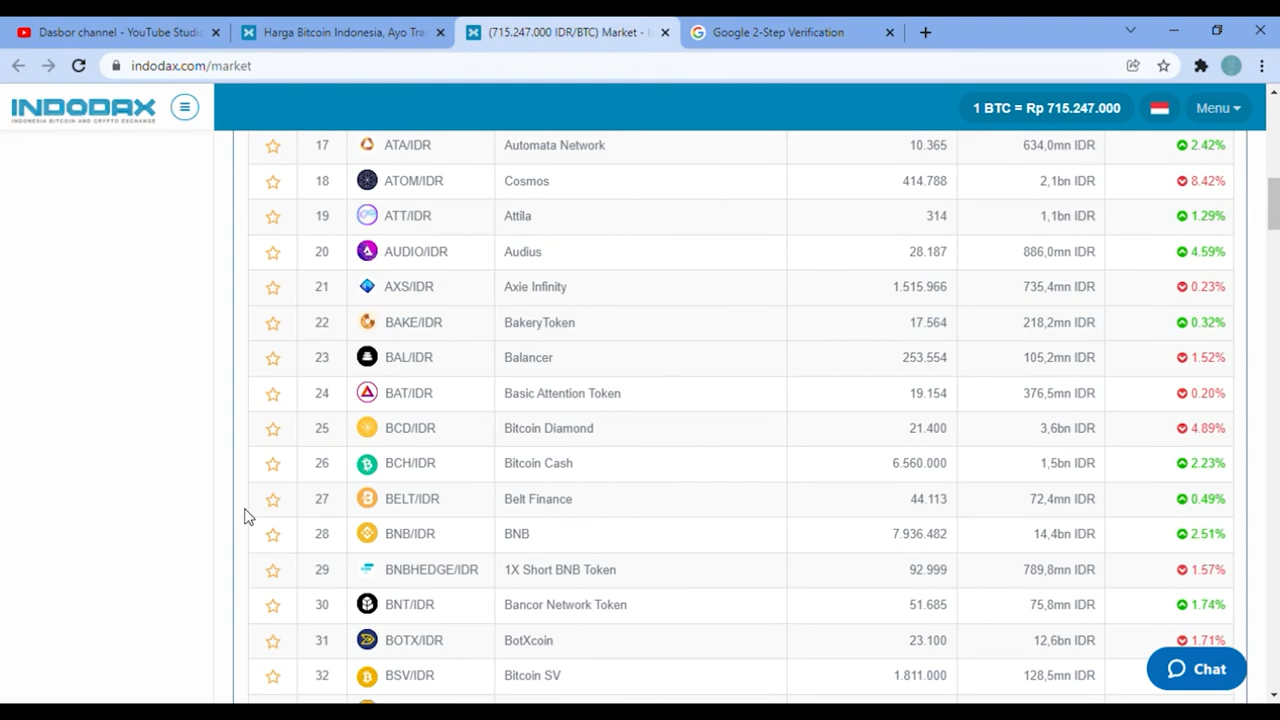 Dasbor channel - YouTube Studio
Harga Bitcoin Indonesia, Ayo Tra
(715.247.000 IDR/BTC) Market - I
Google 2-Step Verification
indodax.com/market
INDODAX
INDONESIA BITCOIN AND CRYPTO EXCHANGE
1 BTC = Rp 715.247.000
Menu
17 ATA/IDR Automata Network 10.365 634,0mn IDR 2.42%
18 ATOM/IDR Cosmos 414.788 2,1bn IDR 8.42%
19 ATT/IDR Attila 314 1,1bn IDR 1.29%
20 AUDIO/IDR Audius 28.187 886,0mn IDR 4.59%
21 AXS/IDR Axie Infinity 1.515.966 735,4mn IDR 0.23%
22 BAKE/IDR BakeryToken 17.564 218,2mn IDR 0.32%
23 BAL/IDR Balancer 253.554 105,2mn IDR 1.52%
24 BAT/IDR Basic Attention Token 19.154 376,5mn IDR 0.20%
25 BCD/IDR Bitcoin Diamond 21.400 3,6bn IDR 4.89%
26 BCH/IDR Bitcoin Cash 6.560.000 1,5bn IDR 2.23%
27 BELT/IDR Belt Finance 44.113 72,4mn IDR 0.49%
28 BNB/IDR BNB 7.936.482 14,4bn IDR 2.51%
29 BNBHEDGE/IDR 1X Short BNB Token 92.999 789,8mn IDR 1.57%
30 BNT/IDR Bancor Network Token 51.685 75,8mn IDR 1.74%
31 BOTX/IDR BotXcoin 23.100 12,6bn IDR 1.71%
32 BSV/IDR Bitcoin SV 1.811.000 128,5mn IDR
Chat